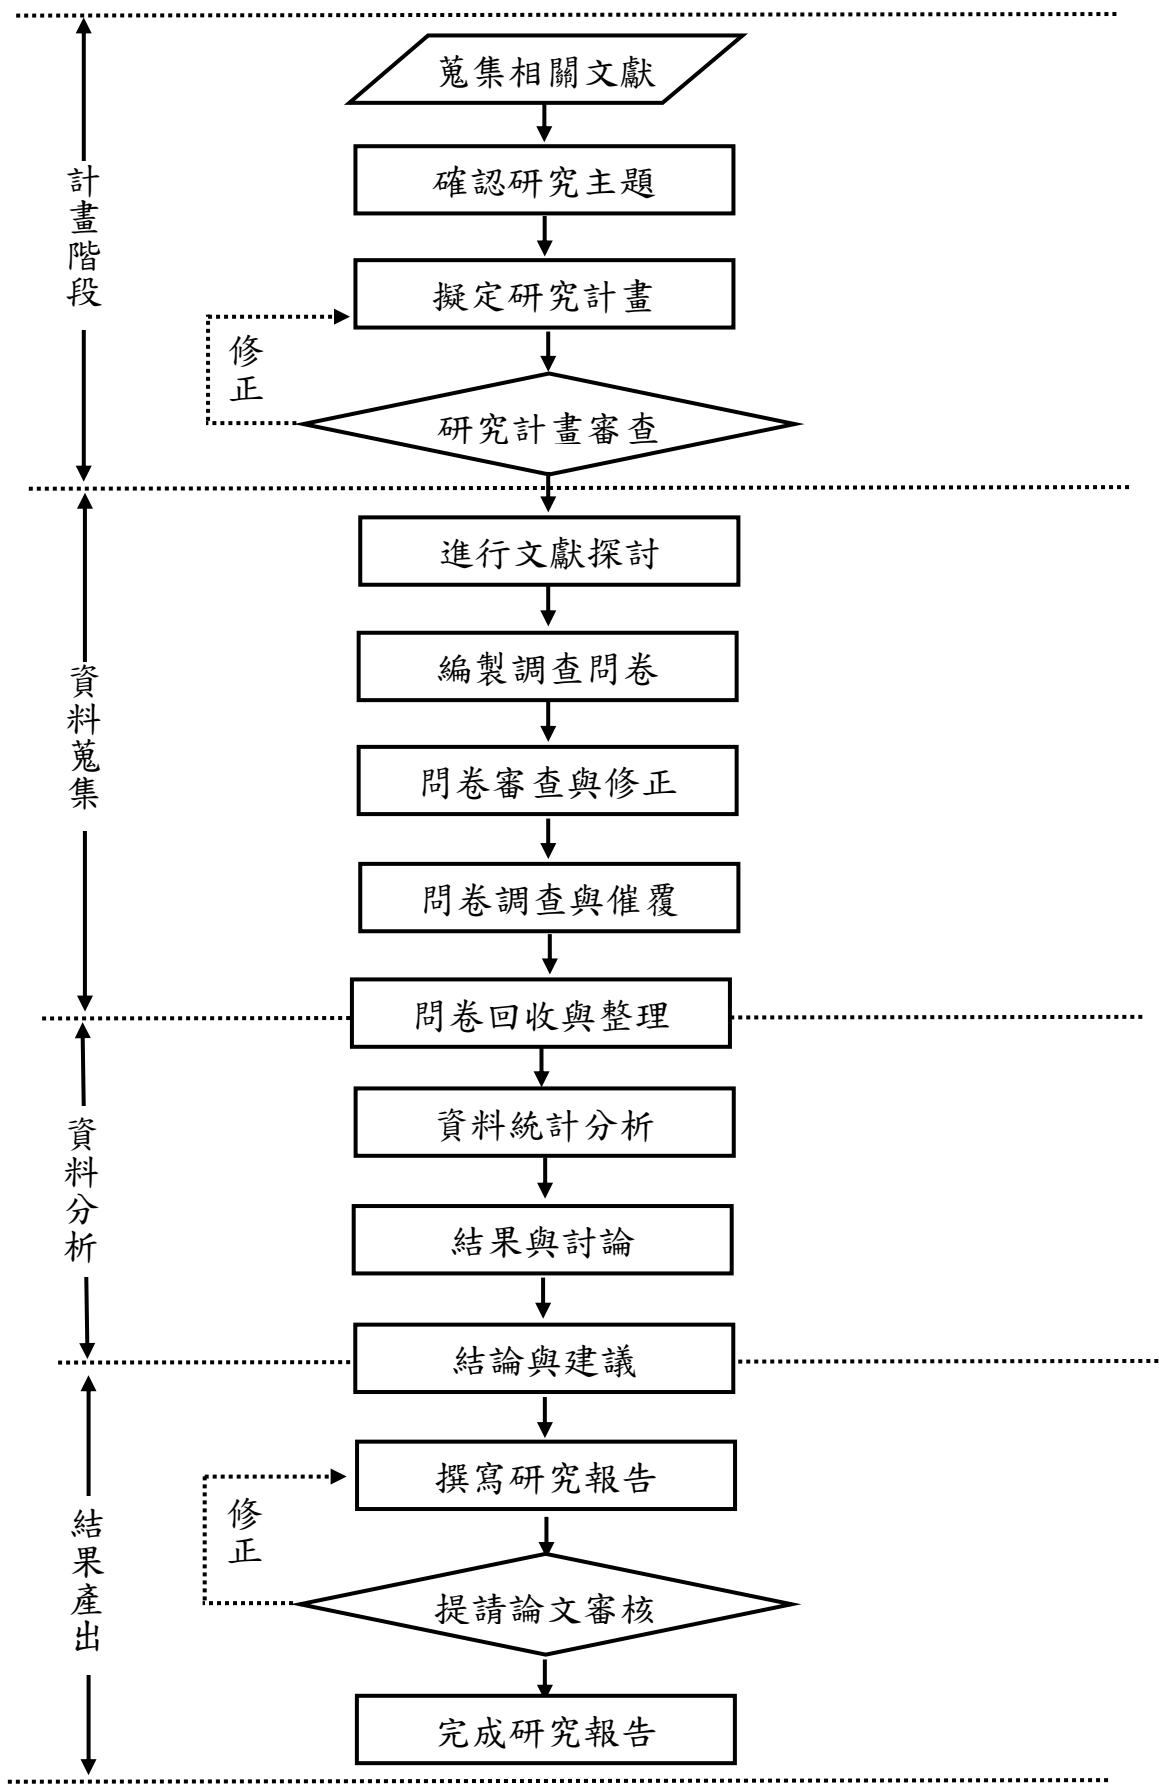 蒐集相關文獻
確認研究主題
計畫階段
擬定研究計畫
修正
研究計畫審查
進行文獻探討
編製調查問卷
資料蒐集
問卷審查與修正
問卷調查與催覆
問卷回收與整理
資料統計分析
資料分析
結果與討論
結論與建議
撰寫研究報告
修正
結果產出
提請論文審核
完成研究報告